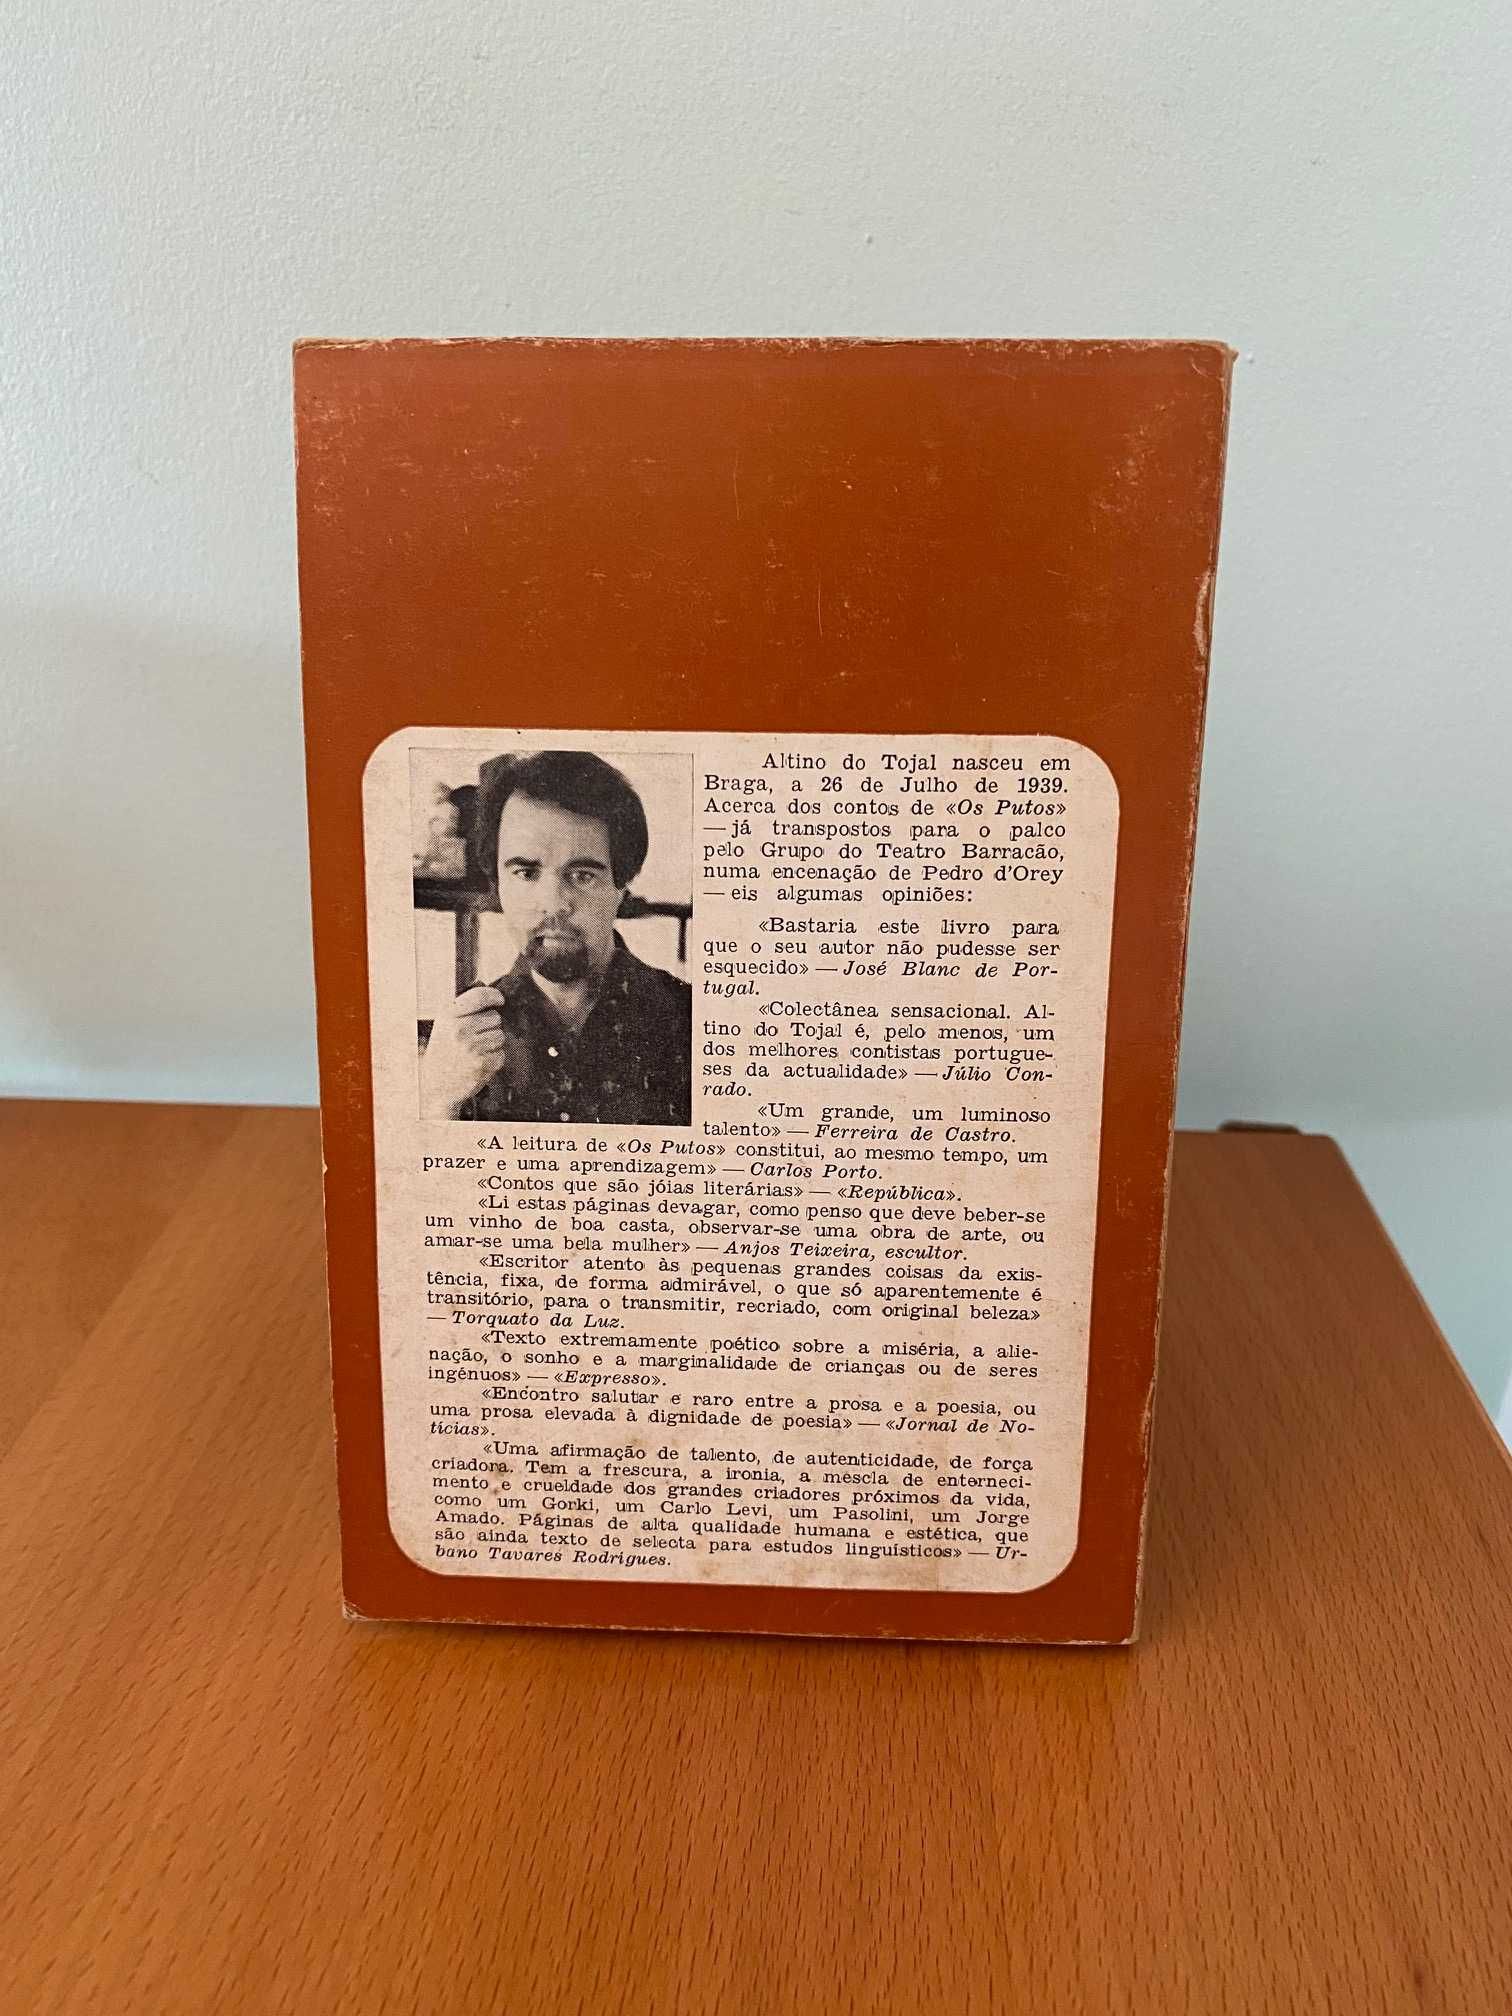 Altino do Tojal nasceu em
Braga, a 26 de Julho de 1939.
Acerca dos contos de «Os Putos»
— já transpostos para o palco
pelo Grupo do Teatro Barracão,
numa encenação de Pedro d'Orey
— eis algumas opiniões:
«Bastaria este livro para
que o seu autor não pudesse ser
esquecido» — José Blanc de Por-
tugal.
«Colectânea sensacional. Al-
tino do Tojal é, pelo menos, um
dos melhores contistas portugue-
ses da actualidade» — Júlio Con-
rado.
«Um grande, um luminoso
talento» — Ferreira de Castro.
«A leitura de «Os Putos» constitui, ao mesmo tempo, um
prazer e uma aprendizagem» — Carlos Porto.
«Contos que são jóias literárias» — «República».
«Li estas páginas devagar, como penso que deve beber-se
um vinho de boa casta, observar-se uma obra de arte, ou
amar-se uma bela mulher» — Anjos Teixeira, escultor.
«Escritor atento às pequenas grandes coisas da exis-
tência, fixa, de forma admirável, o que só aparentemente é
transitório, para o transmitir, recriado, com original beleza»
— Torquato da Luz.
«Texto extremamente poético sobre a miséria, a alie-
nação, o sonho e a marginalidade de crianças ou de seres
ingénuos» — «Expresso».
«Encontro salutar e raro entre a prosa e a poesia, ou
uma prosa elevada à dignidade de poesia» — «Jornal de No-
tícias».
«Uma afirmação de talento, de autenticidade, de força
criadora. Tem a frescura, a ironia, a mescla de enterneci-
mento e crueldade dos grandes criadores próximos da vida,
como um Gorki, um Carlo Levi, um Pasolini, um Jorge
Amado. Páginas de alta qualidade humana e estética, que
são ainda texto de selecta para estudos linguísticos» — Ur-
bano Tavares Rodrigues.